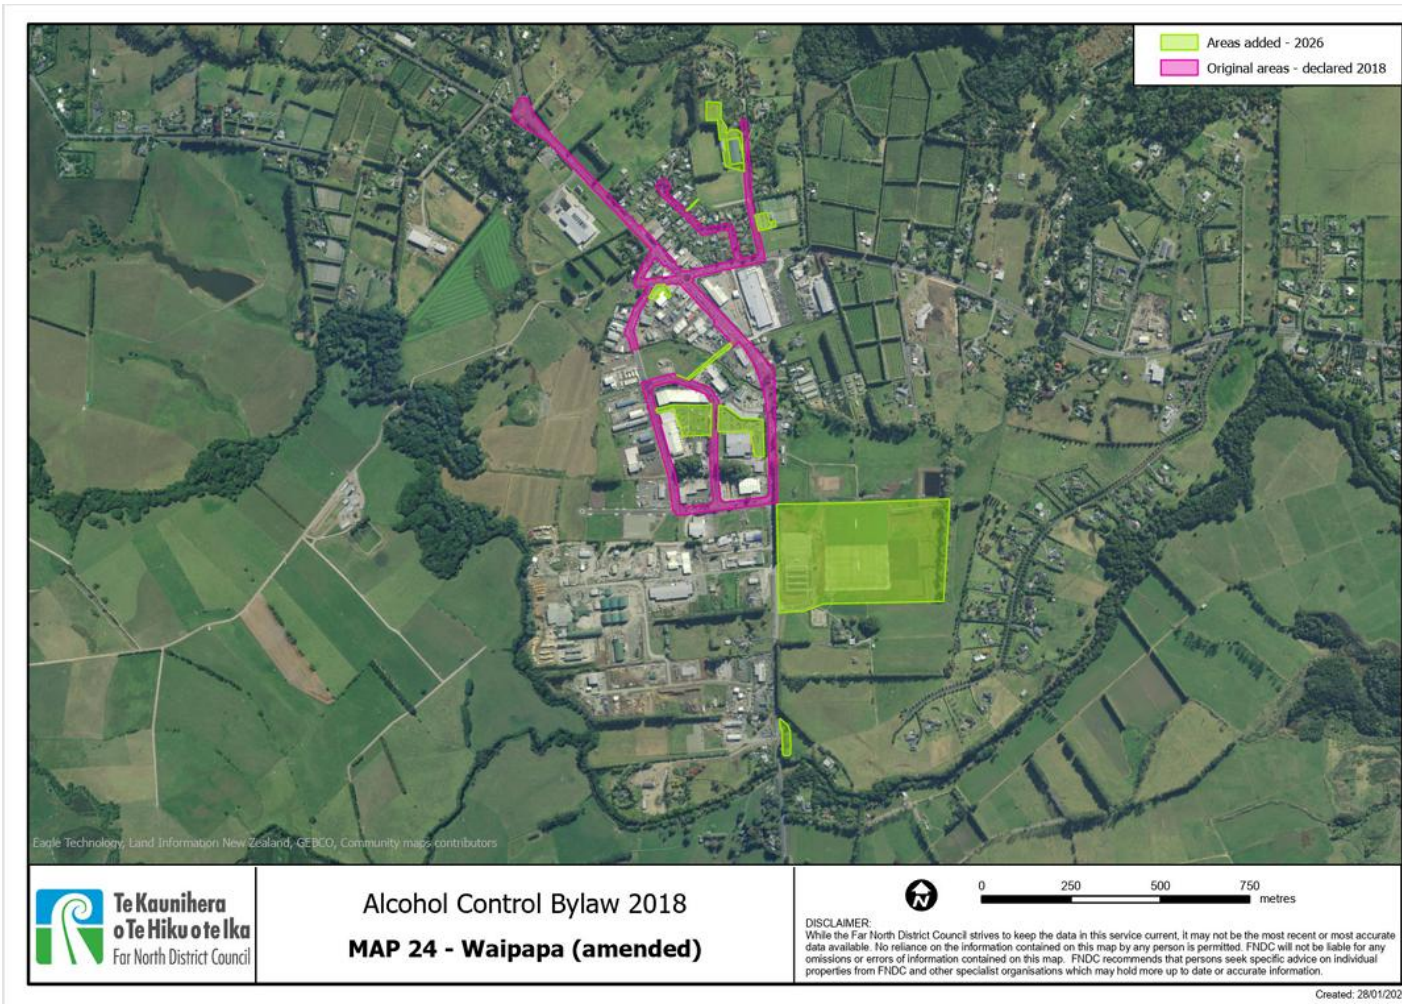 Areas added - 2026
Original areas - declared 2018
Eagle Technology, Land Information New Zealand, GEBCO, Community maps contributors
Te Kaunihera
o Te Hiku o te Ika
Far North District Council
Alcohol Control Bylaw 2018
MAP 24 - Waipapa (amended)
N
0 250 500 750
metres
DISCLAIMER:
While the Far North District Council strives to keep the data in this service current, it may not be the most recent or most accurate
data available. No reliance on the information contained on this map by any person is permitted. FNDC will not be liable for any
omissions or errors of information contained on this map. FNDC recommends that persons seek specific advice on individual
properties from FNDC and other specialist organisations which may hold more up to date or accurate information.
Created: 28/01/202